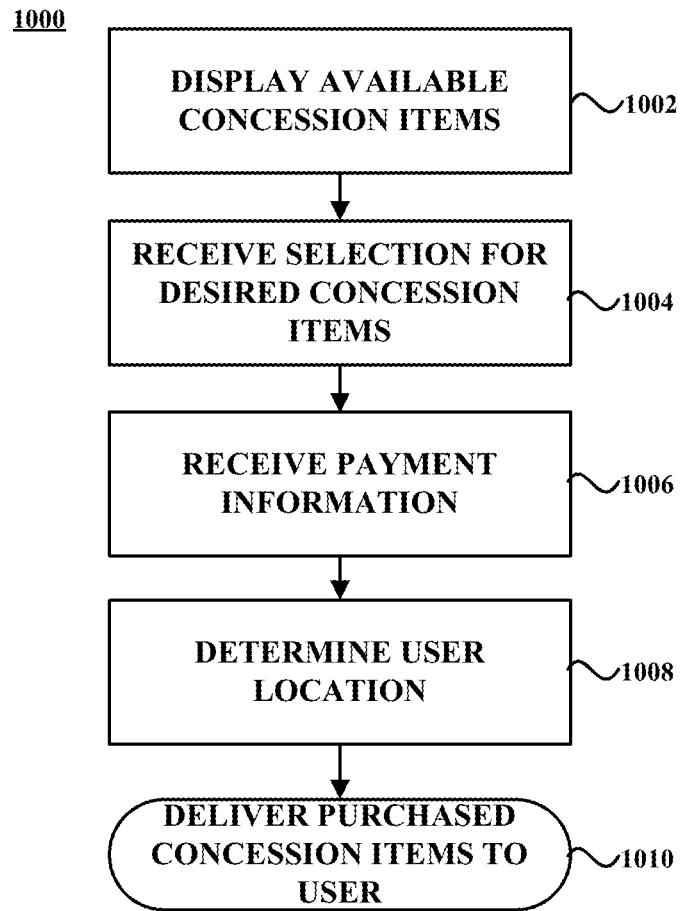 1000
DISPLAY AVAILABLE
CONCESSION ITEMS
1002
RECEIVE SELECTION FOR
DESIRED CONCESSION
ITEMS
1004
RECEIVE PAYMENT
INFORMATION
1006
DETERMINE USER
LOCATION
1008
DELIVER PURCHASED
CONCESSION ITEMS TO
USER
1010